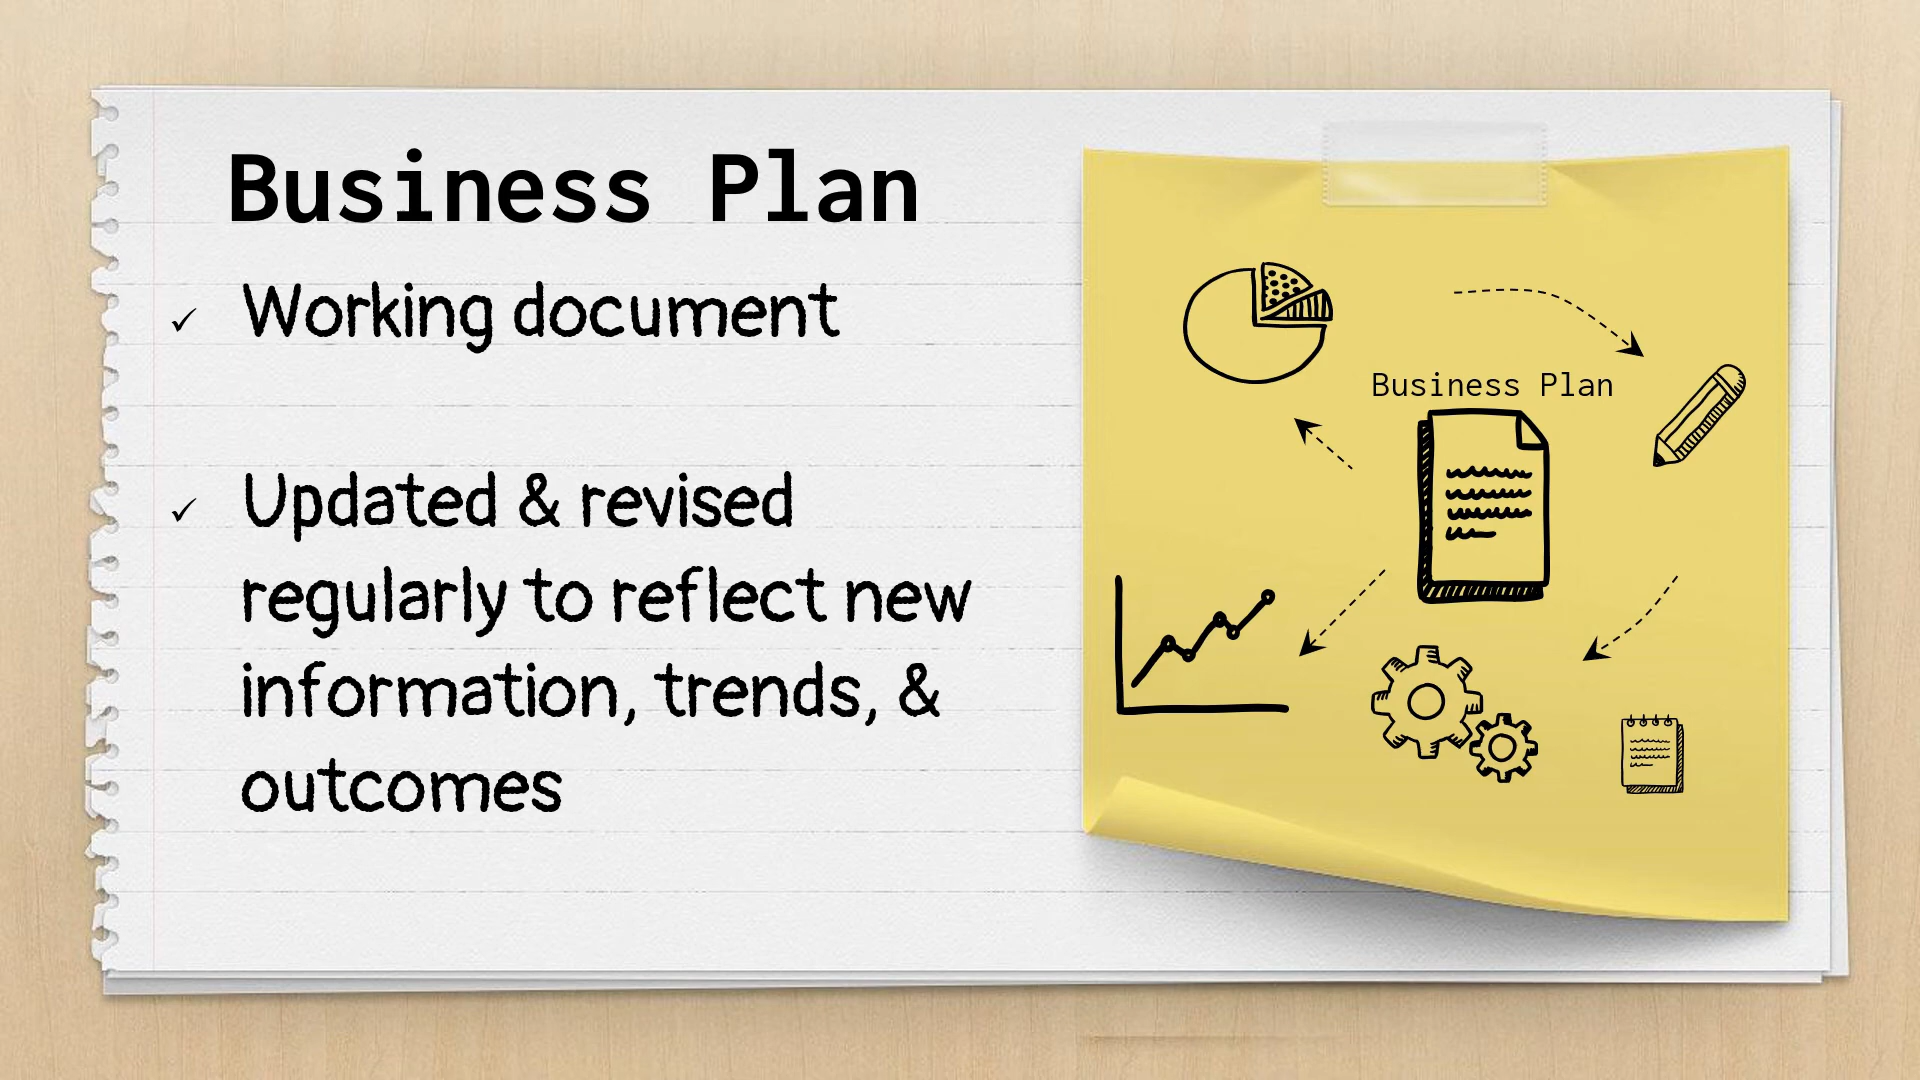 Business Plan
✓ Working document
✓ Updated & revised
regularly to reflect new
information, trends, &
outcomes
Business Plan